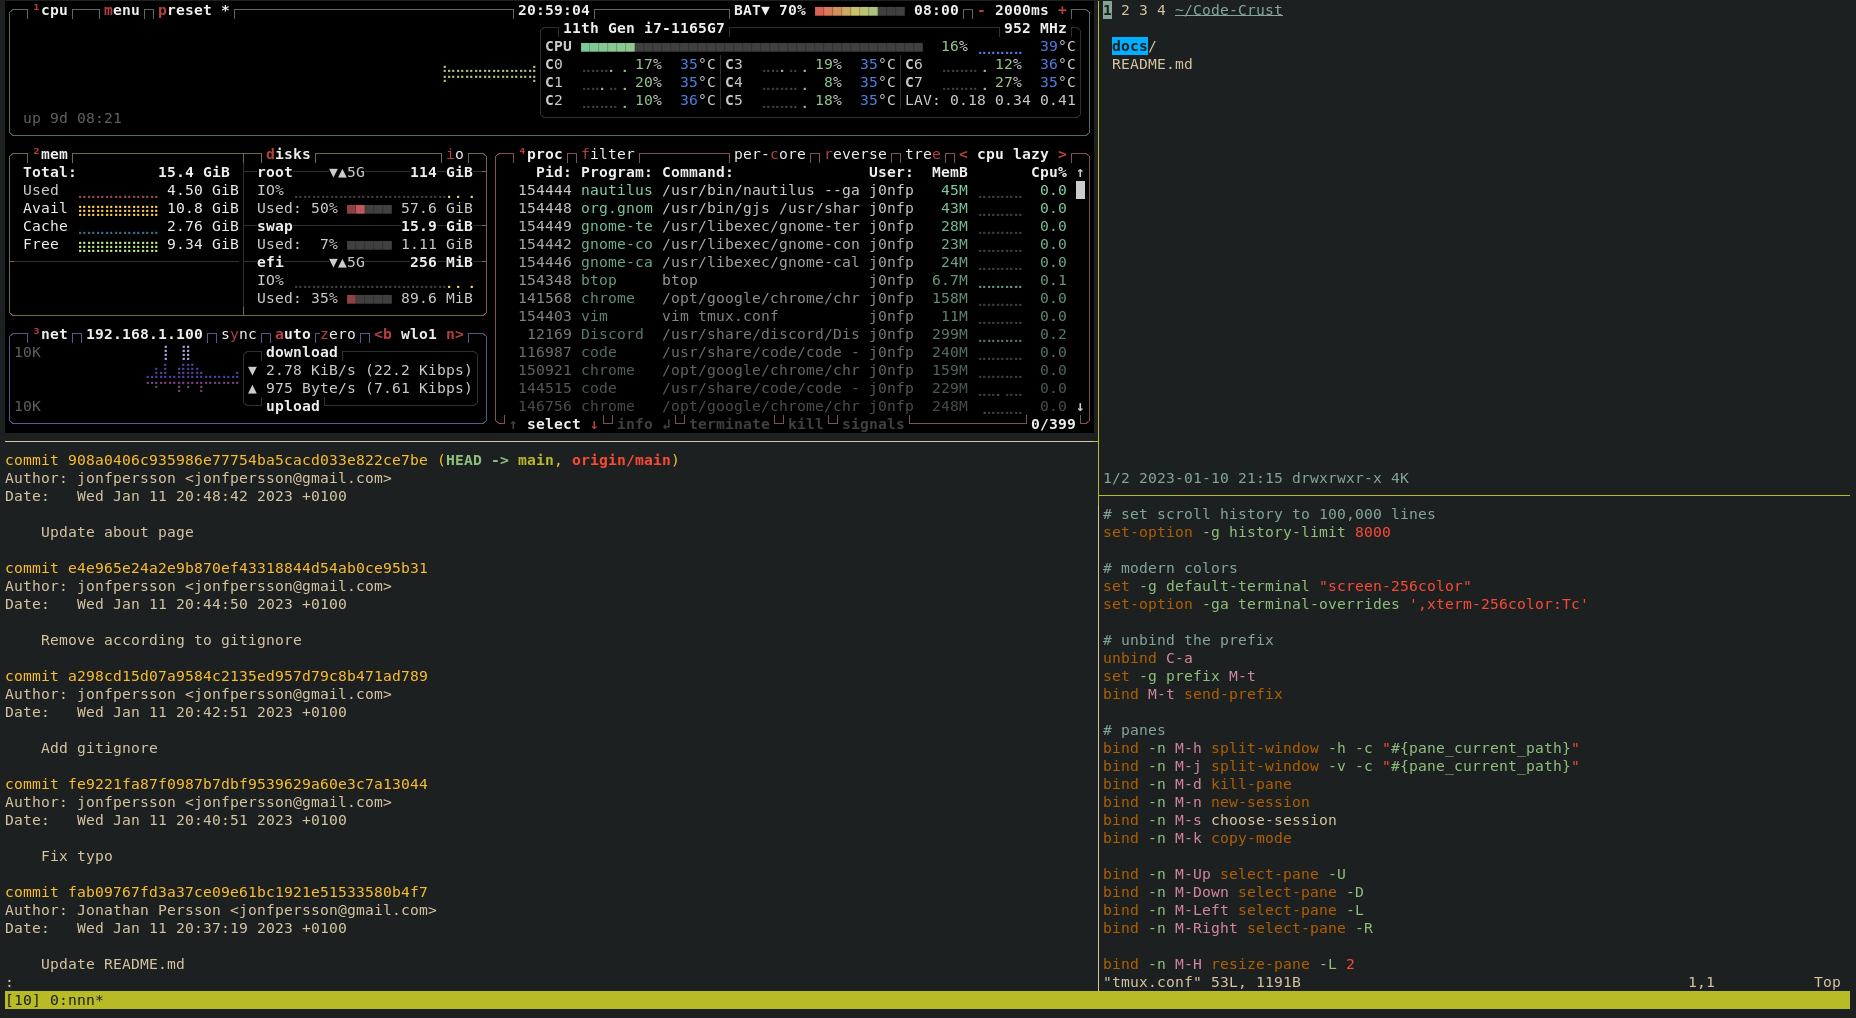 ¹cpu menu preset * 20:59:04 BAT▼ 70% 08:00 - 2000ms +
11th Gen i7-1165G7 952 MHz
CPU 16% 39°C
C0 17% 35°C C3 19% 35°C C6 12% 36°C
C1 20% 35°C C4 8% 35°C C7 27% 35°C
C2 10% 36°C C5 18% 35°C LAV: 0.18 0.34 0.41
up 9d 08:21
²mem
Total: 15.4 GiB
Used 4.50 GiB
Avail 10.8 GiB
Cache 2.76 GiB
Free 9.34 GiB
disks io
root ▼▲5G 114 GiB
IO%
Used: 50% 57.6 GiB
swap 15.9 GiB
Used: 7% 1.11 GiB
efi ▼▲5G 256 MiB
IO%
Used: 35% 89.6 MiB
³net 192.168.1.100 sync auto zero <b wlo1 n>
10K
download
▼ 2.78 KiB/s (22.2 Kibps)
▲ 975 Byte/s (7.61 Kibps)
10K
upload
⁴proc filter per-core reverse tree < cpu lazy >
Pid: Program: Command: User: MemB Cpu% ↑
154444 nautilus /usr/bin/nautilus --ga j0nfp 45M 0.0
154448 org.gnom /usr/bin/gjs /usr/shar j0nfp 43M 0.0
154449 gnome-te /usr/libexec/gnome-ter j0nfp 28M 0.0
154442 gnome-co /usr/libexec/gnome-con j0nfp 23M 0.0
154446 gnome-ca /usr/libexec/gnome-cal j0nfp 24M 0.0
154348 btop btop j0nfp 6.7M 0.1
141568 chrome /opt/google/chrome/chr j0nfp 158M 0.0
154403 vim vim tmux.conf j0nfp 11M 0.0
12169 Discord /usr/share/discord/Dis j0nfp 299M 0.2
116987 code /usr/share/code/code - j0nfp 240M 0.0
150921 chrome /opt/google/chrome/chr j0nfp 159M 0.0
144515 code /usr/share/code/code - j0nfp 229M 0.0
146756 chrome /opt/google/chrome/chr j0nfp 248M 0.0 ↓
↑ select ↓ info ↲ terminate kill signals 0/399
commit 908a0406c935986e77754ba5cacd033e822ce7be (HEAD -> main, origin/main)
Author: jonfpersson <jonfpersson@gmail.com>
Date: Wed Jan 11 20:48:42 2023 +0100
Update about page
commit e4e965e24a2e9b870ef43318844d54ab0ce95b31
Author: jonfpersson <jonfpersson@gmail.com>
Date: Wed Jan 11 20:44:50 2023 +0100
Remove according to gitignore
commit a298cd15d07a9584c2135ed957d79c8b471ad789
Author: jonfpersson <jonfpersson@gmail.com>
Date: Wed Jan 11 20:42:51 2023 +0100
Add gitignore
commit fe9221fa87f0987b7dbf9539629a60e3c7a13044
Author: jonfpersson <jonfpersson@gmail.com>
Date: Wed Jan 11 20:40:51 2023 +0100
Fix typo
commit fab09767fd3a37ce09e61bc1921e51533580b4f7
Author: Jonathan Persson <jonfpersson@gmail.com>
Date: Wed Jan 11 20:37:19 2023 +0100
Update README.md
:
1 2 3 4 ~/Code-Crust
docs/
README.md
1/2 2023-01-10 21:15 drwxrwxr-x 4K
# set scroll history to 100,000 lines
set-option -g history-limit 8000
# modern colors
set -g default-terminal "screen-256color"
set-option -ga terminal-overrides ',xterm-256color:Tc'
# unbind the prefix
unbind C-a
set -g prefix M-t
bind M-t send-prefix
# panes
bind -n M-h split-window -h -c "#{pane_current_path}"
bind -n M-j split-window -v -c "#{pane_current_path}"
bind -n M-d kill-pane
bind -n M-n new-session
bind -n M-s choose-session
bind -n M-k copy-mode
bind -n M-Up select-pane -U
bind -n M-Down select-pane -D
bind -n M-Left select-pane -L
bind -n M-Right select-pane -R
bind -n M-H resize-pane -L 2
"tmux.conf" 53L, 1191B 1,1 Top
[10] 0:nnn*